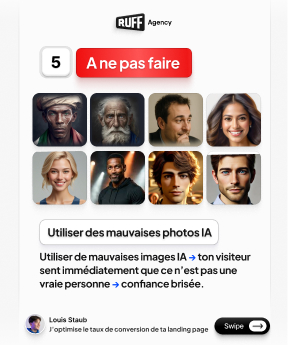 RUFF Agency
5 A ne pas faire
Utiliser des mauvaises photos IA
Utiliser de mauvaises images IA → ton visiteur
sent immédiatement que ce n'est pas une
vraie personne → confiance brisée.
Louis Staub
J'optimise le taux de conversion de ta landing page
Swipe →